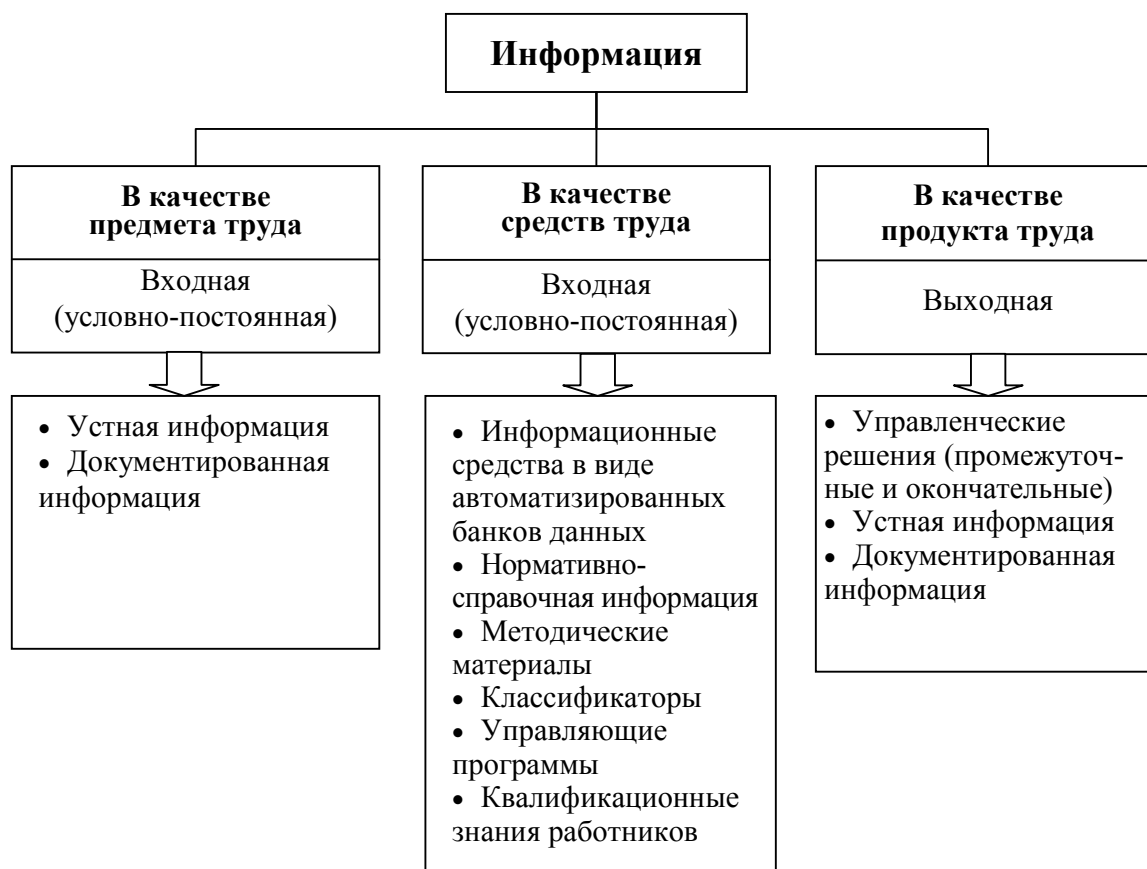 Информация
В качестве
предмета труда
Входная
(условно-постоянная)
• Устная информация
• Документированная
информация
В качестве
средств труда
Входная
(условно-постоянная)
• Информационные
средства в виде
автоматизированных
банков данных
• Нормативно-
справочная информация
• Методические
материалы
• Классификаторы
• Управляющие
программы
• Квалификационные
знания работников
В качестве
продукта труда
Выходная
• Управленческие
решения (промежуточ-
ные и окончательные)
• Устная информация
• Документированная
информация